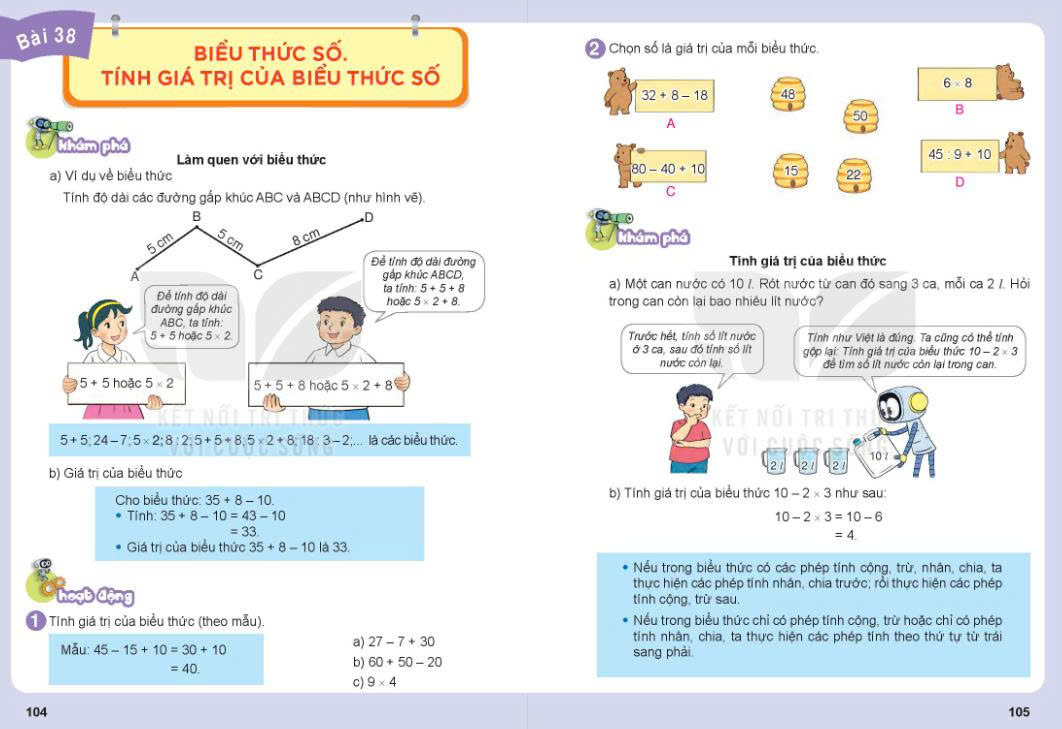 Bài 38
BIỂU THỨC SỐ.
TÍNH GIÁ TRỊ CỦA BIỂU THỨC SỐ
khám phá
Làm quen với biểu thức
a) Ví dụ về biểu thức
Tính độ dài các đường gấp khúc ABC và ABCD (như hình vẽ).
B
D
5 cm
5 cm
8 cm
A
C
Để tính độ dài
đường gấp khúc
ABC, ta tính:
5 + 5 hoặc 5 × 2.
Để tính độ dài đường
gấp khúc ABCD,
ta tính: 5 + 5 + 8
hoặc 5 × 2 + 8.
5 + 5 hoặc 5 × 2
5 + 5 + 8 hoặc 5 × 2 + 8
5 + 5; 24 – 7; 5 × 2; 8 : 2; 5 + 5 + 8; 5 × 2 + 8; 18 : 3 – 2;... là các biểu thức.
b) Giá trị của biểu thức
Cho biểu thức: 35 + 8 – 10.
• Tính: 35 + 8 – 10 = 43 – 10
= 33.
• Giá trị của biểu thức 35 + 8 – 10 là 33.
hoạt động
1 Tính giá trị của biểu thức (theo mẫu).
Mẫu: 45 – 15 + 10 = 30 + 10
= 40.
a) 27 – 7 + 30
b) 60 + 50 – 20
c) 9 × 4
104
2 Chọn số là giá trị của mỗi biểu thức.
32 + 8 – 18
A
48
50
6 × 8
B
80 – 40 + 10
C
15
22
45 : 9 + 10
D
khám phá
Tính giá trị của biểu thức
a) Một can nước có 10 l. Rót nước từ can đó sang 3 ca, mỗi ca 2 l. Hỏi
trong can còn lại bao nhiêu lít nước?
Trước hết, tính số lít nước
ở 3 ca, sau đó tính số lít
nước còn lại.
Tính như Việt là đúng. Ta cũng có thể tính
gộp lại: Tính giá trị của biểu thức 10 – 2 × 3
để tìm số lít nước còn lại trong can.
2 l
2 l
2 l
10 l
b) Tính giá trị của biểu thức 10 – 2 × 3 như sau:
10 – 2 × 3 = 10 – 6
= 4.
• Nếu trong biểu thức có các phép tính cộng, trừ, nhân, chia, ta
thực hiện các phép tính nhân, chia trước; rồi thực hiện các phép
tính cộng, trừ sau.
• Nếu trong biểu thức chỉ có phép tính cộng, trừ hoặc chỉ có phép
tính nhân, chia, ta thực hiện các phép tính theo thứ tự từ trái
sang phải.
105
KẾT NỐI TRI THỨC
VỚI CUỘC SỐNG
KẾT NỐI TRI THỨC
VỚI CUỘC SỐNG